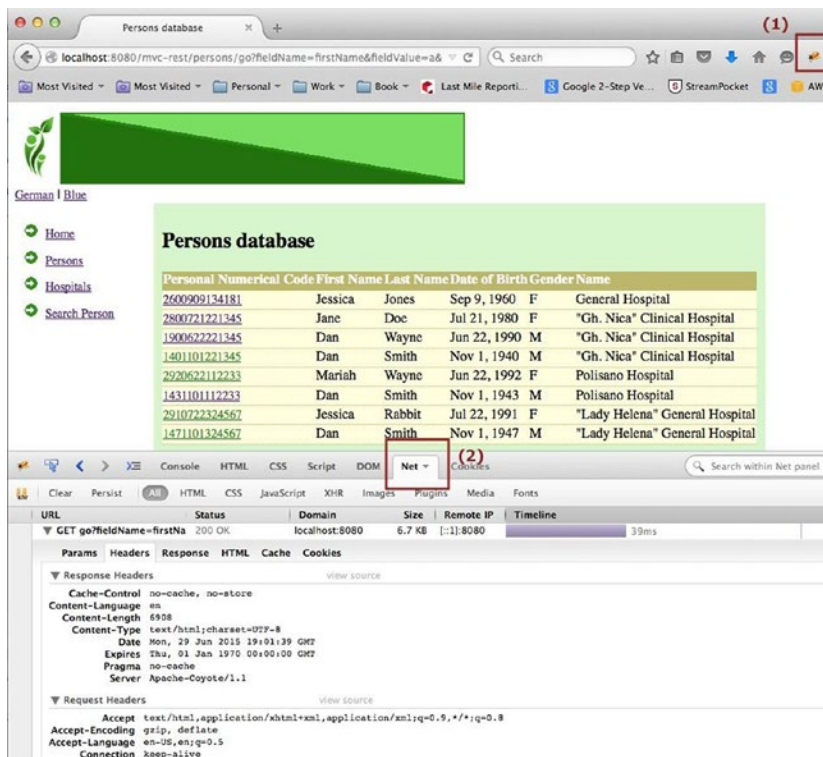 (1)
Persons database × +
localhost:8080/mvc-rest/persons/go?fieldName=firstName&fieldValue=a& Search
Most Visited Most Visited Personal Work Book Last Mile Reporti... Google 2-Step Ve... StreamPocket AW
German | Blue
Home
Persons
Hospitals
Search Person
Persons database
Personal Numerical Code First Name Last Name Date of Birth Gender Name
2600909134181 Jessica Jones Sep 9, 1960 F General Hospital
2800721221345 Jane Doe Jul 21, 1980 F "Gh. Nica" Clinical Hospital
1900622221345 Dan Wayne Jun 22, 1990 M "Gh. Nica" Clinical Hospital
1401101221345 Dan Smith Nov 1, 1940 M "Gh. Nica" Clinical Hospital
2920622112233 Mariah Wayne Jun 22, 1992 F Polisano Hospital
1431101112233 Dan Smith Nov 1, 1943 M Polisano Hospital
2910722324567 Jessica Rabbit Jul 22, 1991 F "Lady Helena" General Hospital
1471101324567 Dan Smith Nov 1, 1947 M "Lady Helena" General Hospital
(2)
Console HTML CSS Script DOM Net Cookies Search within Net panel
Clear Persist All HTML CSS JavaScript XHR Images Plugins Media Fonts
URL Status Domain Size Remote IP Timeline
GET go?fieldName=firstNa 200 OK localhost:8080 6.7 KB [::1]:8080 39ms
Params Headers Response HTML Cache Cookies
Response Headers view source
Cache-Control no-cache, no-store
Content-Language en
Content-Length 6908
Content-Type text/html;charset=UTF-8
Date Mon, 29 Jun 2015 19:01:39 GMT
Expires Thu, 01 Jan 1970 00:00:00 GMT
Pragma no-cache
Server Apache-Coyote/1.1
Request Headers view source
Accept text/html,application/xhtml+xml,application/xml;q=0.9,*/*;q=0.8
Accept-Encoding gzip, deflate
Accept-Language en-US,en;q=0.5
Connection keep-alive